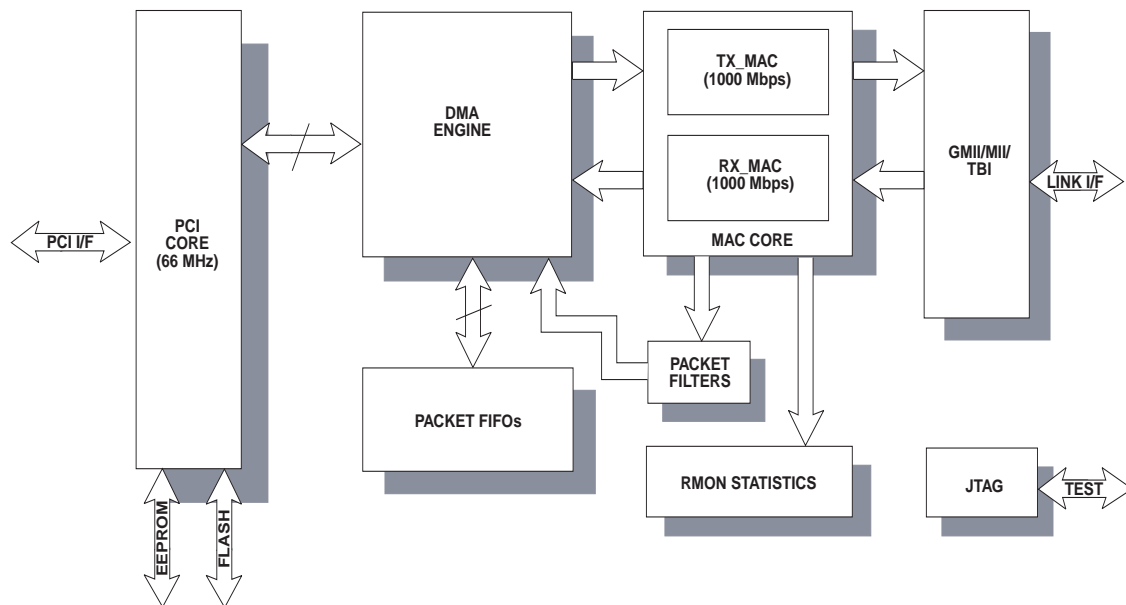 TX_MAC
(1000 Mbps)
DMA
ENGINE
RX_MAC
(1000 Mbps)
GMII/MII/
TBI
LINK I/F
PCI I/F
PCI
CORE
(66 MHz)
MAC CORE
PACKET
FILTERS
PACKET FIFOs
RMON STATISTICS
JTAG
TEST
EEPROM
FLASH